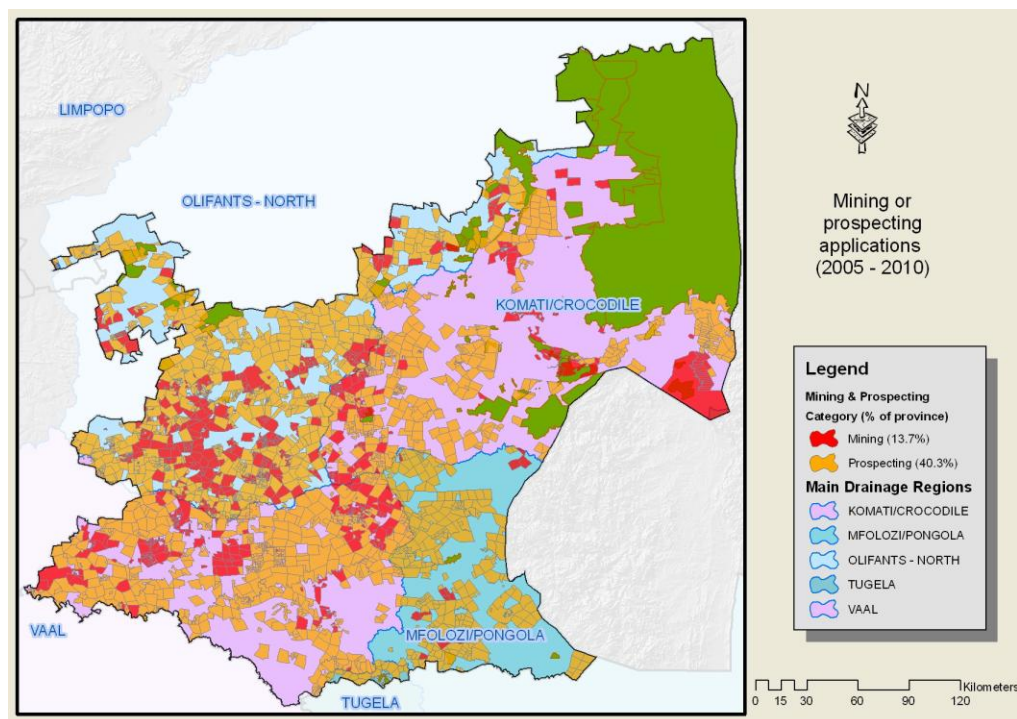 LIMPOPO
OLIFANTS - NORTH
KOMATI/CROCODILE
VAAL
MFOLOZI/PONGOLA
TUGELA
N
Mining or
prospecting
applications
(2005 - 2010)
Legend
Mining & Prospecting
Category (% of province)
Mining (13.7%)
Prospecting (40.3%)
Main Drainage Regions
KOMATI/CROCODILE
MFOLOZI/PONGOLA
OLIFANTS - NORTH
TUGELA
VAAL
Kilometers
0 15 30 60 90 120